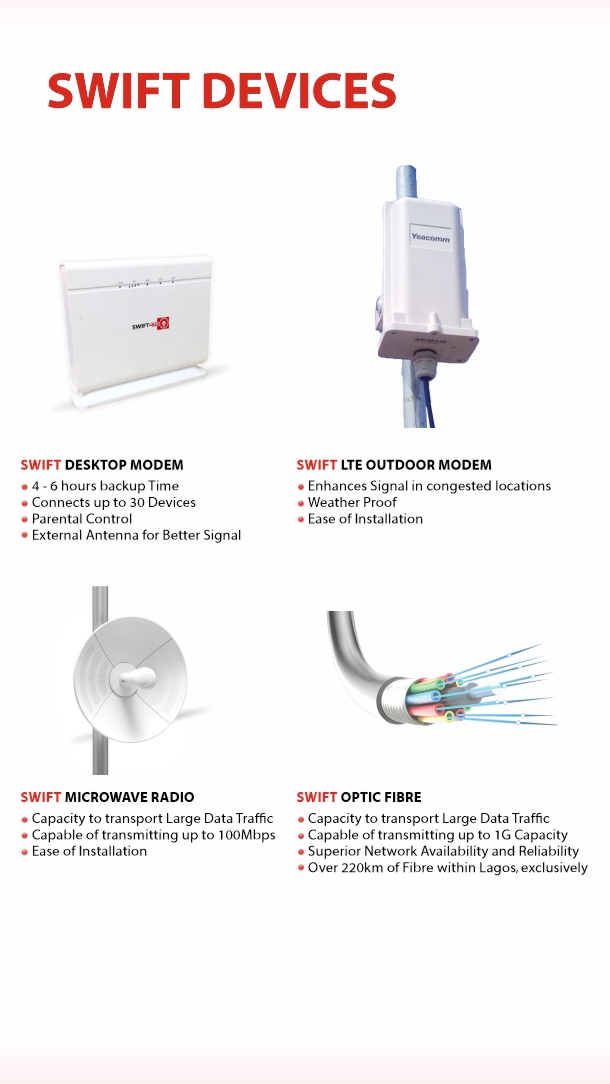 SWIFT DEVICES
Yeacomm
SWIFT 4G
SWIFT DESKTOP MODEM
4 - 6 hours backup Time
Connects up to 30 Devices
Parental Control
External Antenna for Better Signal
SWIFT LTE OUTDOOR MODEM
Enhances Signal in congested locations
Weather Proof
Ease of Installation
SWIFT MICROWAVE RADIO
Capacity to transport Large Data Traffic
Capable of transmitting up to 100Mbps
Ease of Installation
SWIFT OPTIC FIBRE
Capacity to transport Large Data Traffic
Capable of transmitting up to 1G Capacity
Superior Network Availability and Reliability
Over 220km of Fibre within Lagos, exclusively